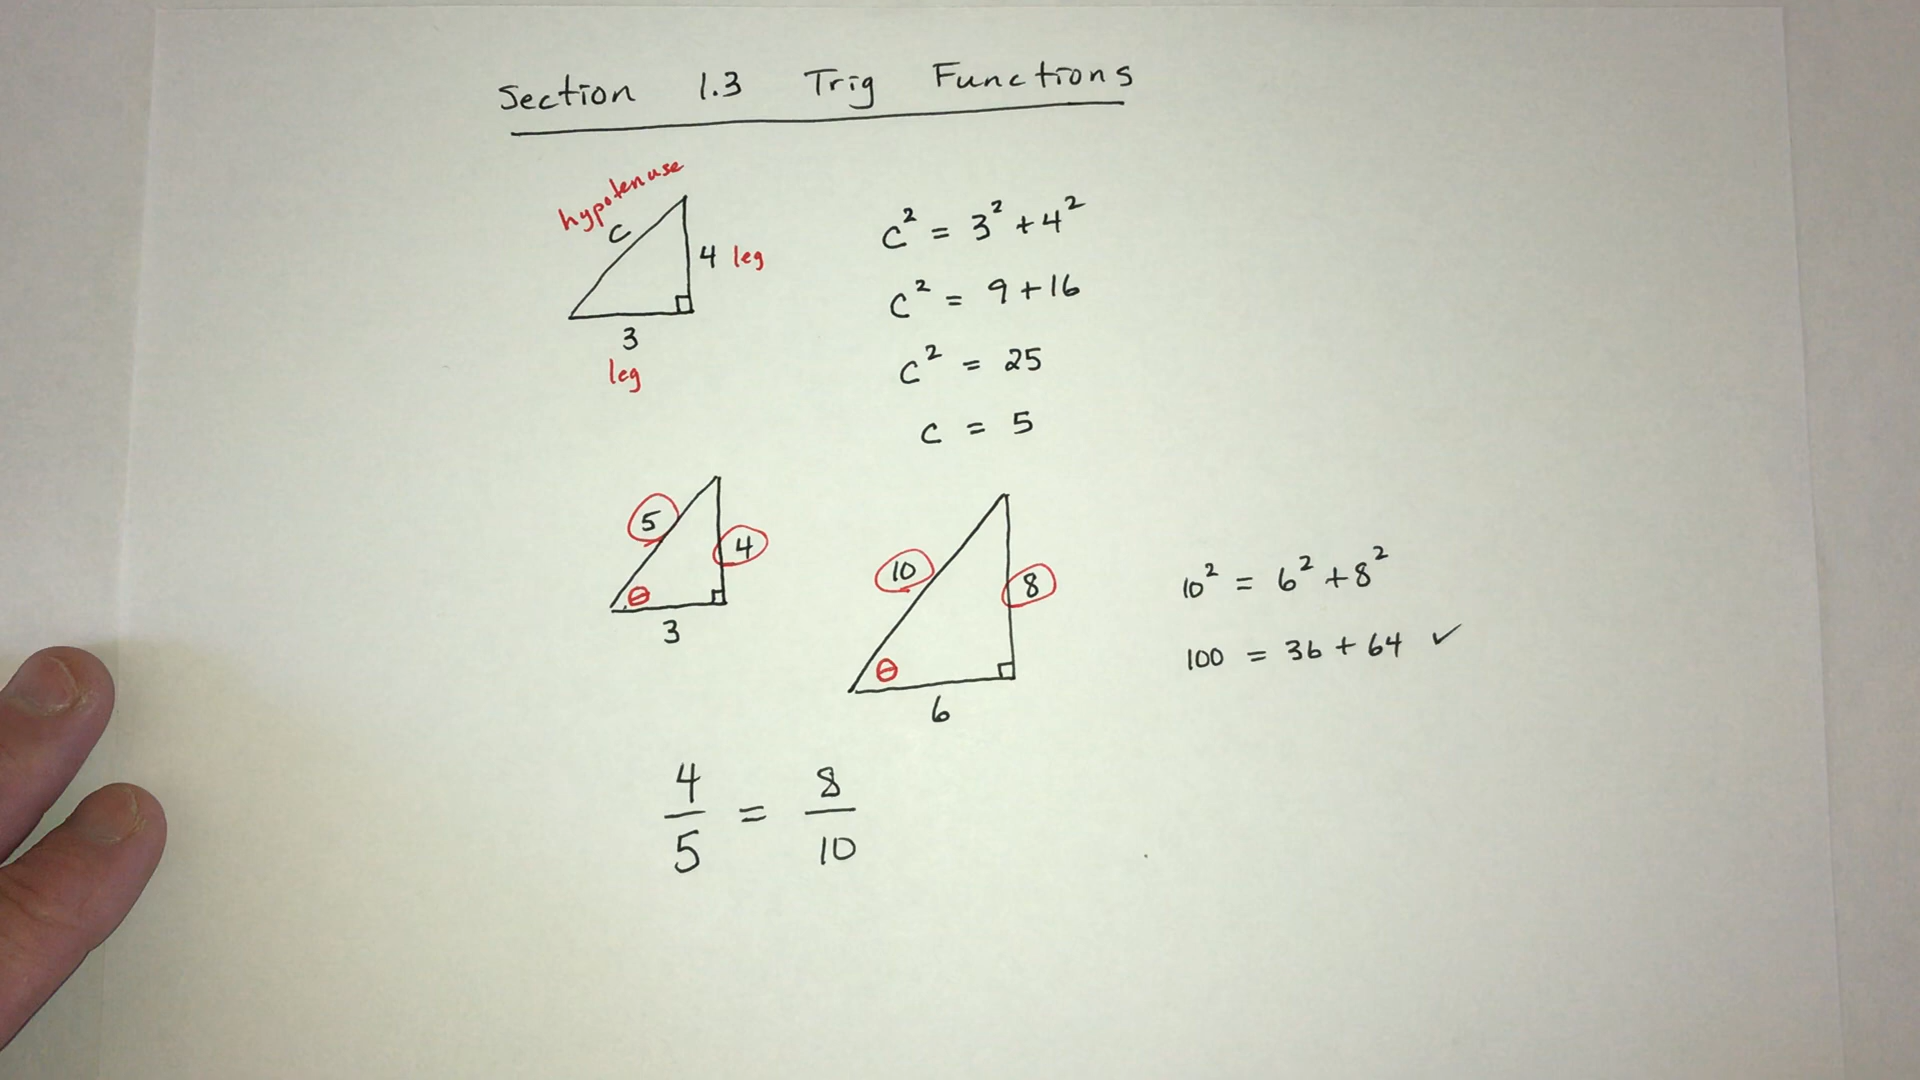 Section 1.3 Trig Functions
hypotenuse
c
4 leg
3
leg
c² = 3² + 4²
c² = 9 + 16
c² = 25
c = 5
5
4
θ
3
10
8
θ
6
10² = 6² + 8²
100 = 36 + 64 ✓
4/5 = 8/10